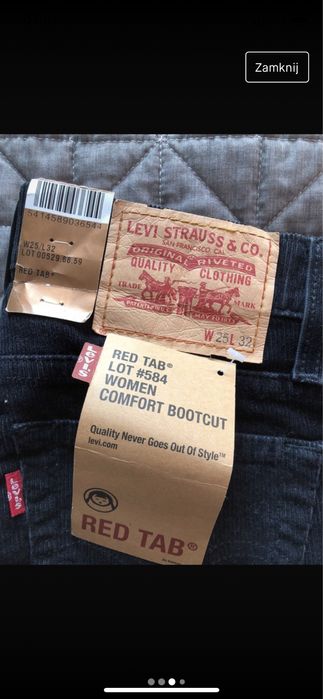 Zamknij
5414589036544
W25/L32
LOT 00529.86.59
RED TAB®
LEVI STRAUSS & CO.
SAN FRANCISCO, CAL.
ORIGINAL RIVETED
QUALITY CLOTHING
TRADE MARK
W 25 L 32
LEVI'S
RED TAB®
LOT #584
WOMEN
COMFORT BOOTCUT
Quality Never Goes Out Of Style™
levi.com
RED TAB®
LEVI'S